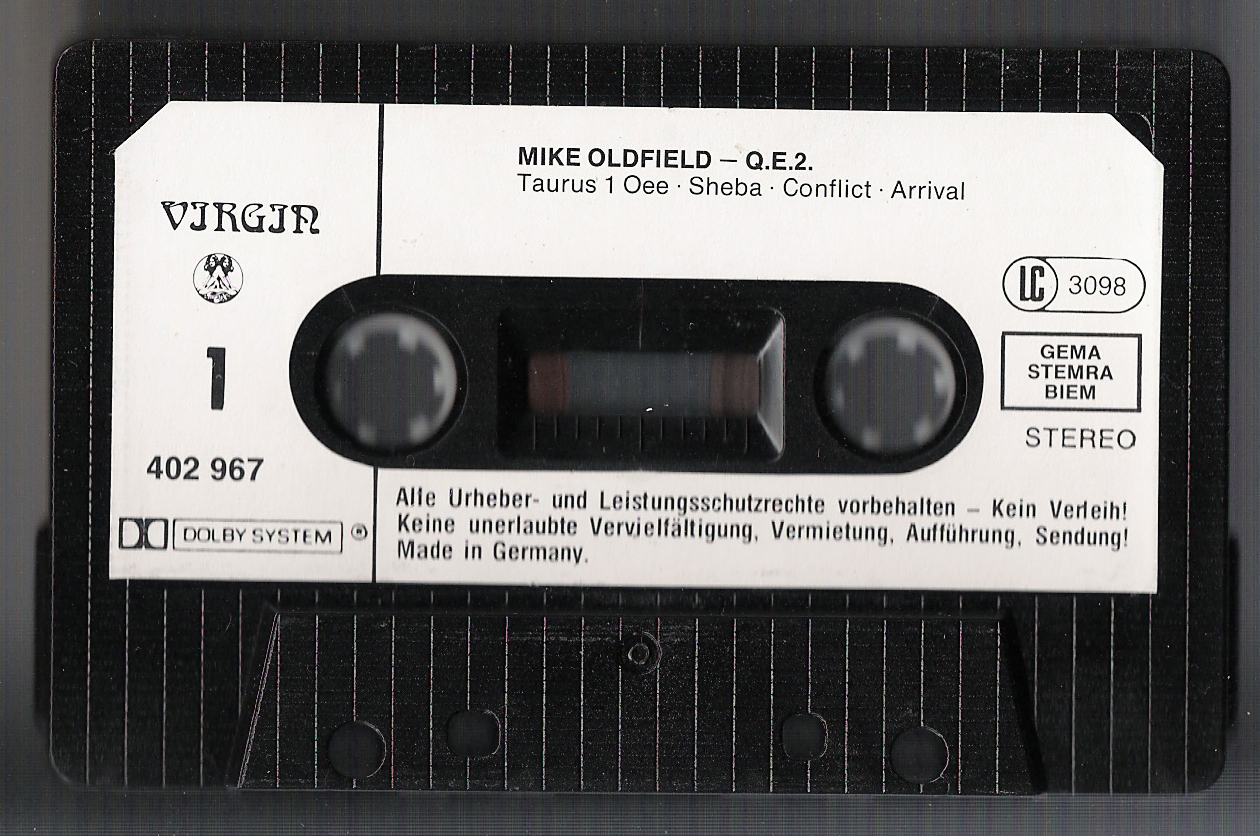 MIKE OLDFIELD – Q.E.2.
Taurus 1 Oee · Sheba · Conflict · Arrival
VIRGIN
1
402 967
DOLBY SYSTEM ®
LC 3098
GEMA
STEMRA
BIEM
STEREO
Alle Urheber- und Leistungsschutzrechte vorbehalten – Kein Verleih!
Keine unerlaubte Vervielfältigung, Vermietung, Aufführung, Sendung!
Made in Germany.